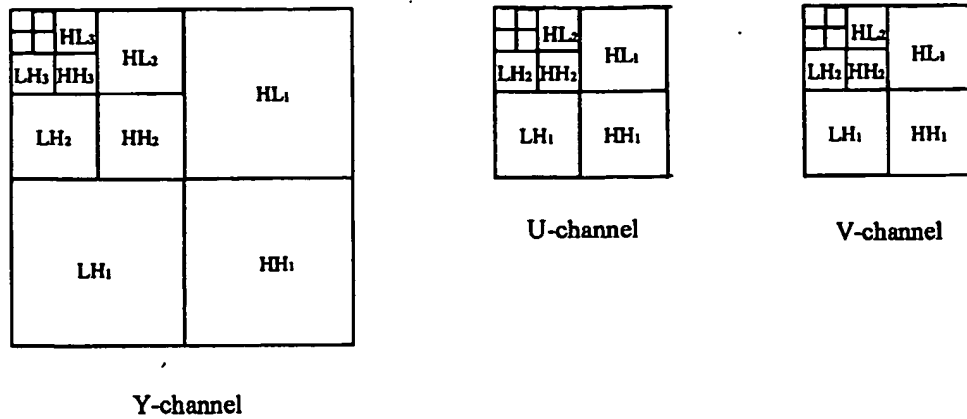 HL3
HL2
LH3 HH3
HL1
LH2 HH2
LH1 HH1
Y-channel
HL2
HL1
LH2 HH2
LH1 HH1
U-channel
HL2
HL1
LH2 HH2
LH1 HH1
V-channel